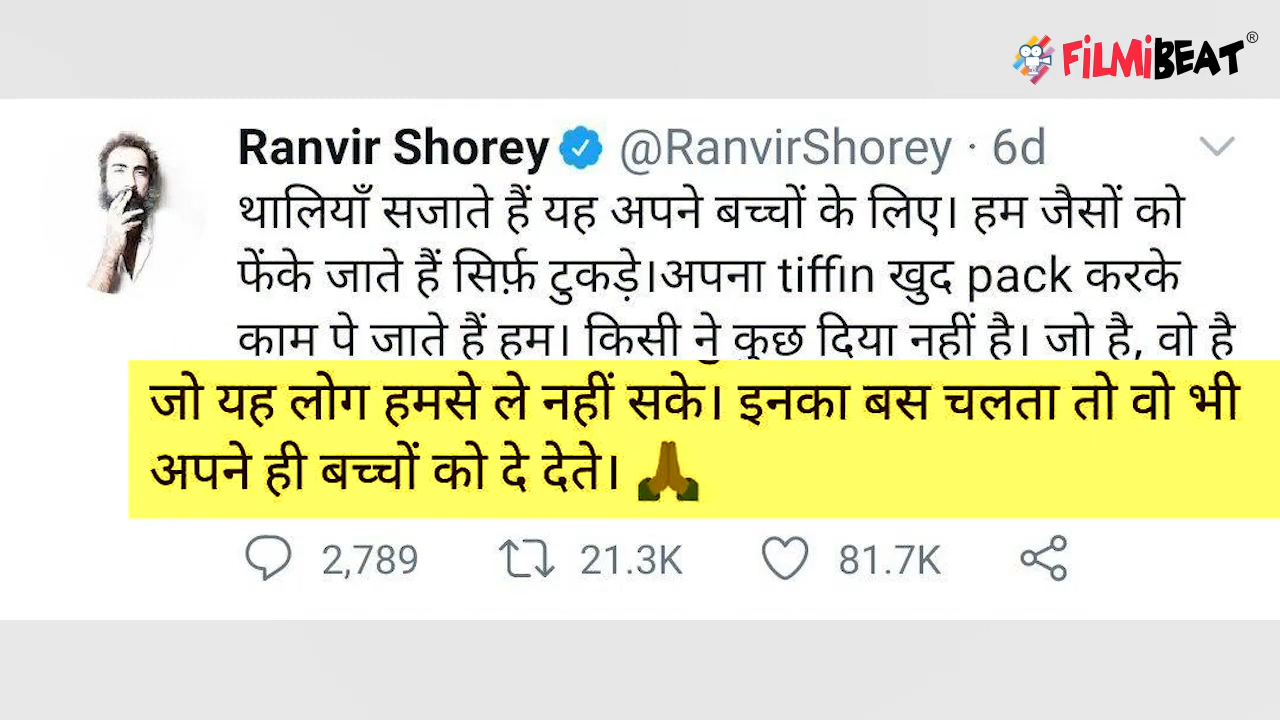 FILMIBEAT®
Ranvir Shorey @RanvirShorey · 6d
थालियाँ सजाते हैं यह अपने बच्चों के लिए। हम जैसों को
फेंके जाते हैं सिर्फ़ टुकड़े।अपना tiffin खुद pack करके
काम पे जाते हैं हम। किसी ने कुछ दिया नहीं है। जो है, वो है
जो यह लोग हमसे ले नहीं सके। इनका बस चलता तो वो भी
अपने ही बच्चों को दे देते। 🙏
2,789 21.3K 81.7K